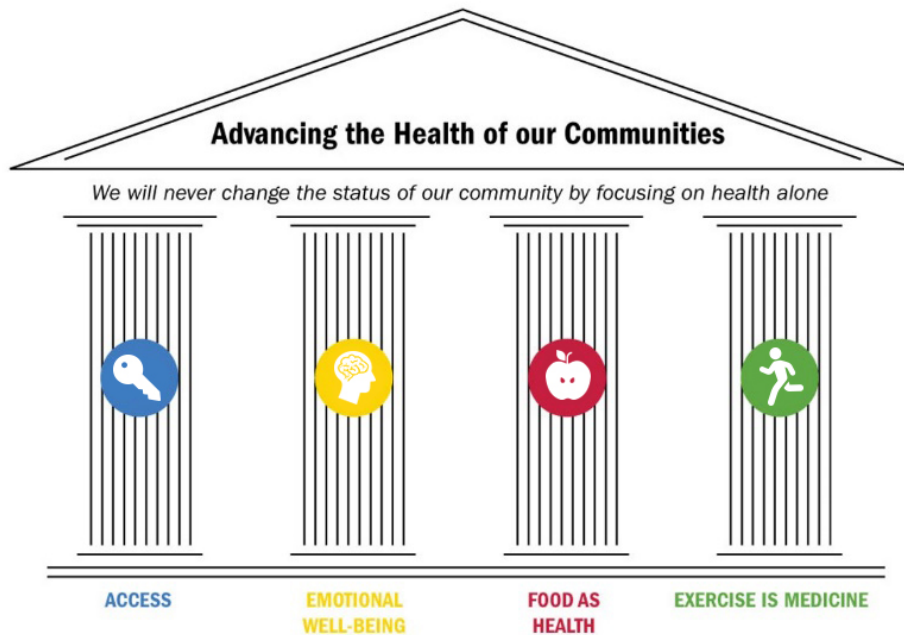 Advancing the Health of our Communities
We will never change the status of our community by focusing on health alone
ACCESS
EMOTIONAL
WELL-BEING
FOOD AS
HEALTH
EXERCISE IS MEDICINE